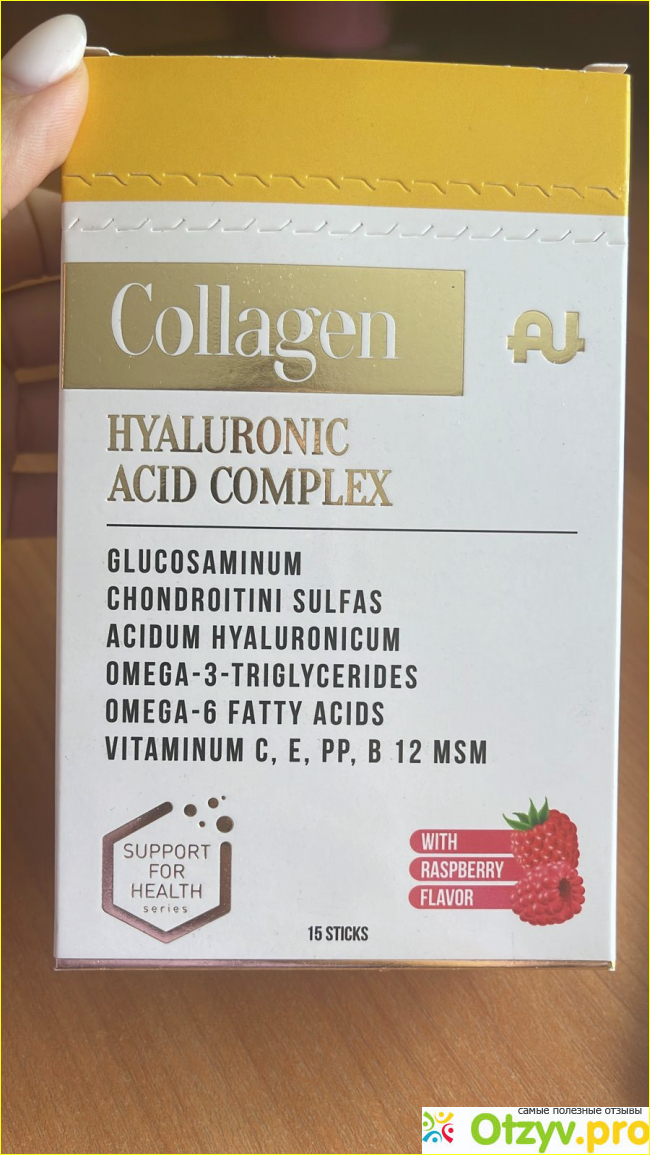 Collagen
HYALURONIC
ACID COMPLEX
GLUCOSAMINUM
CHONDROITINI SULFAS
ACIDUM HYALURONICUM
OMEGA-3-TRIGLYCERIDES
OMEGA-6 FATTY ACIDS
VITAMINUM C, E, PP, B 12 MSM
SUPPORT
FOR
HEALTH
series
WITH
RASPBERRY
FLAVOR
15 STICKS
самые полезные отзывы
Otzyv.pro